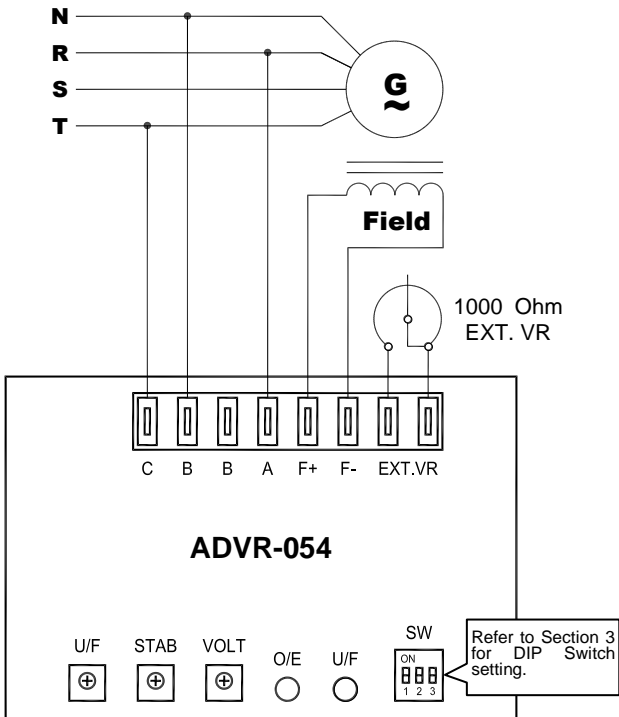 N
R
S
T
G
~
Field
1000 Ohm
EXT. VR
C B B A F+ F- EXT.VR
ADVR-054
U/F STAB VOLT O/E U/F SW
ON
1 2 3
Refer to Section 3
for DIP Switch
setting.